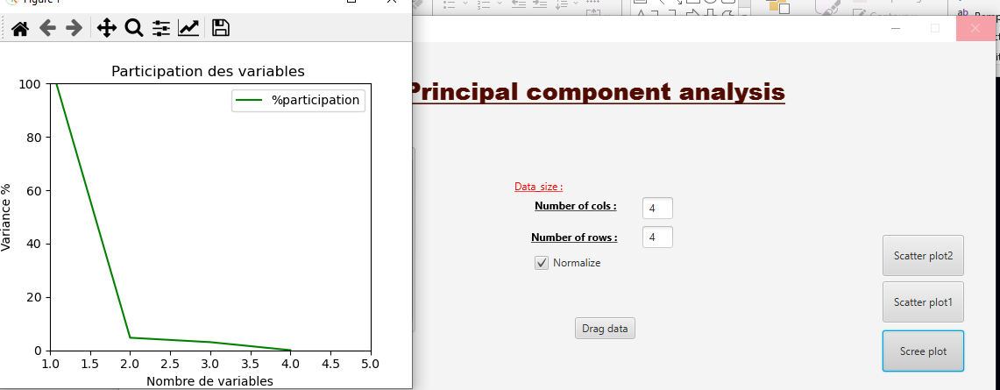 Figure 1
Participation des variables
%participation
100
80
60
40
20
0
Variance %
1.0 1.5 2.0 2.5 3.0 3.5 4.0 4.5 5.0
Nombre de variables
Principal component analysis
Data_size :
Number of cols : 4
Number of rows : 4
Normalize
Drag data
Scatter plot2
Scatter plot1
Scree plot